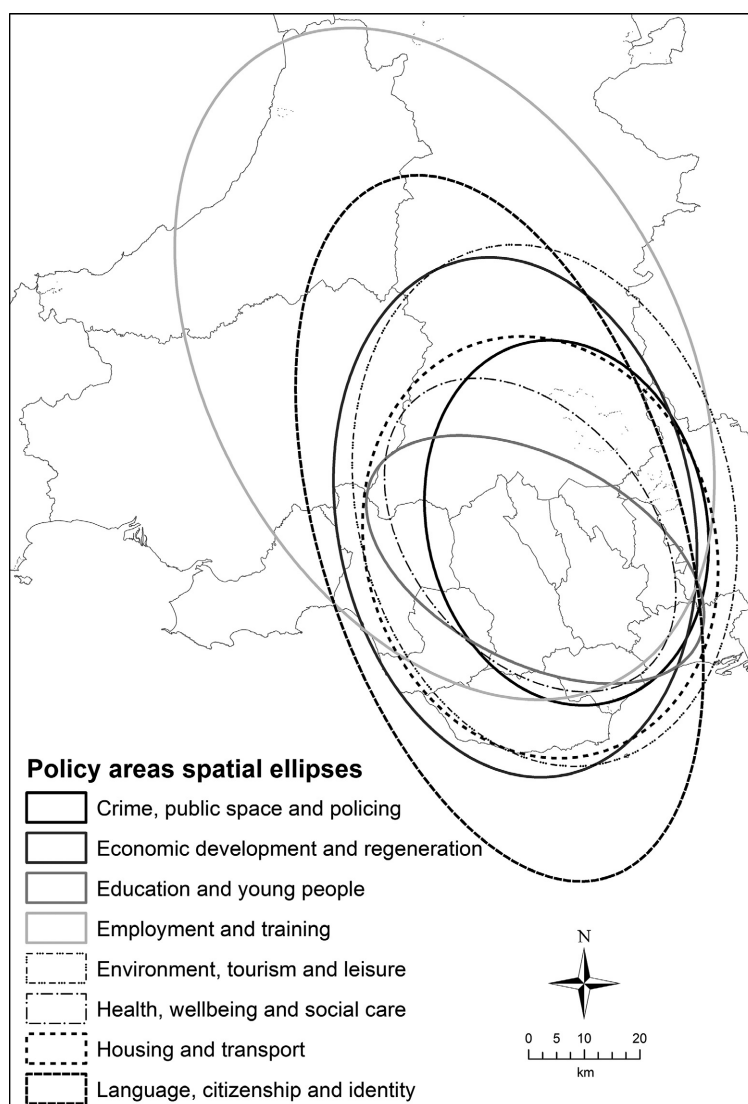 Policy areas spatial ellipses
Crime, public space and policing
Economic development and regeneration
Education and young people
Employment and training
Environment, tourism and leisure
Health, wellbeing and social care
Housing and transport
Language, citizenship and identity
N
0 5 10 20
km